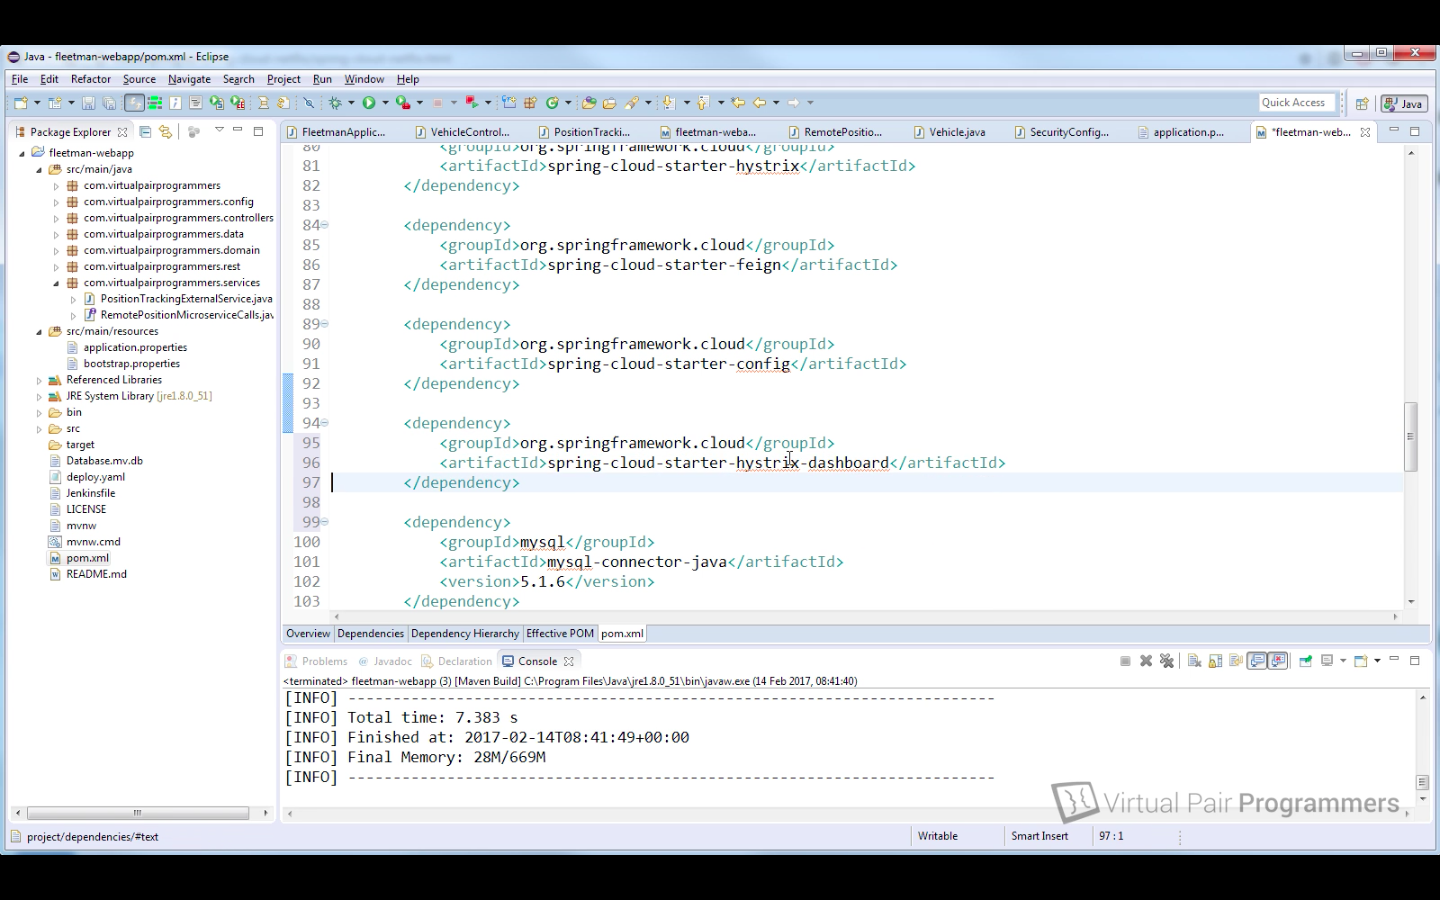 Java - fleetman-webapp/pom.xml - Eclipse
File Edit Refactor Source Navigate Search Project Run Window Help
Quick Access
Java
Package Explorer
FleetmanApplic...
VehicleControl...
PositionTracki...
fleetman-weba...
RemotePositio...
Vehicle.java
SecurityConfig...
application.p...
*fleetman-web...
fleetman-webapp
src/main/java
com.virtualpairprogrammers
com.virtualpairprogrammers.config
com.virtualpairprogrammers.controllers
com.virtualpairprogrammers.data
com.virtualpairprogrammers.domain
com.virtualpairprogrammers.rest
com.virtualpairprogrammers.services
PositionTrackingExternalService.java
RemotePositionMicroserviceCalls.jav
src/main/resources
application.properties
bootstrap.properties
Referenced Libraries
JRE System Library [jre1.8.0_51]
bin
src
target
Database.mv.db
deploy.yaml
Jenkinsfile
LICENSE
mvnw
mvnw.cmd
pom.xml
README.md
80 <groupId>org.springframework.cloud</groupId>
81 <artifactId>spring-cloud-starter-hystrix</artifactId>
82 </dependency>
83
84 <dependency>
85 <groupId>org.springframework.cloud</groupId>
86 <artifactId>spring-cloud-starter-feign</artifactId>
87 </dependency>
88
89 <dependency>
90 <groupId>org.springframework.cloud</groupId>
91 <artifactId>spring-cloud-starter-config</artifactId>
92 </dependency>
93
94 <dependency>
95 <groupId>org.springframework.cloud</groupId>
96 <artifactId>spring-cloud-starter-hystrix-dashboard</artifactId>
97 </dependency>
98
99 <dependency>
100 <groupId>mysql</groupId>
101 <artifactId>mysql-connector-java</artifactId>
102 <version>5.1.6</version>
103 </dependency>
Overview Dependencies Dependency Hierarchy Effective POM pom.xml
Problems Javadoc Declaration Console
<terminated> fleetman-webapp (3) [Maven Build] C:\Program Files\Java\jre1.8.0_51\bin\javaw.exe (14 Feb 2017, 08:41:40)
[INFO] ------------------------------------------------------------------------
[INFO] Total time: 7.383 s
[INFO] Finished at: 2017-02-14T08:41:49+00:00
[INFO] Final Memory: 28M/669M
[INFO] ------------------------------------------------------------------------
Virtual Pair Programmers
project/dependencies/#text
Writable
Smart Insert
97 : 1